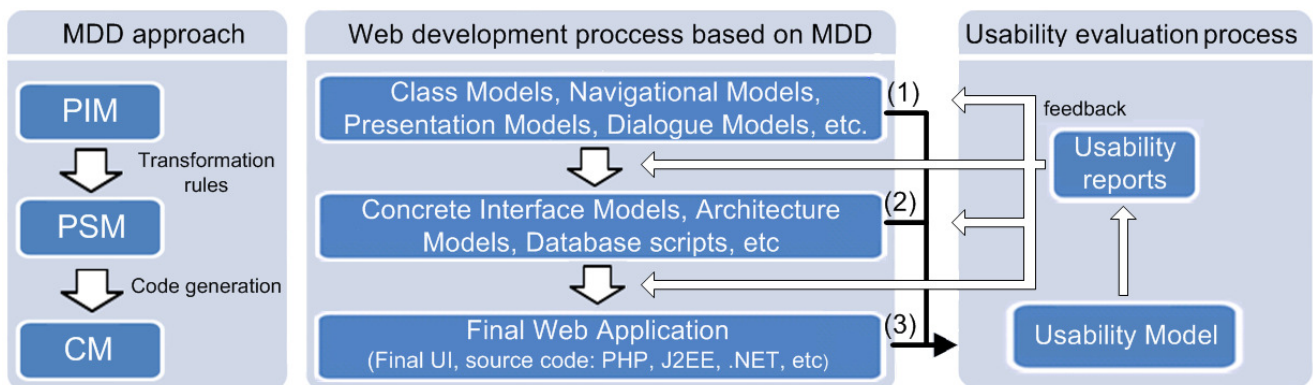 MDD approach
PIM
Transformation
rules
PSM
Code generation
CM
Web development proccess based on MDD
Class Models, Navigational Models,
Presentation Models, Dialogue Models, etc.
(1)
Concrete Interface Models, Architecture
Models, Database scripts, etc
(2)
Final Web Application
(Final UI, source code: PHP, J2EE, .NET, etc)
(3)
Usability evaluation process
feedback
Usability
reports
Usability Model